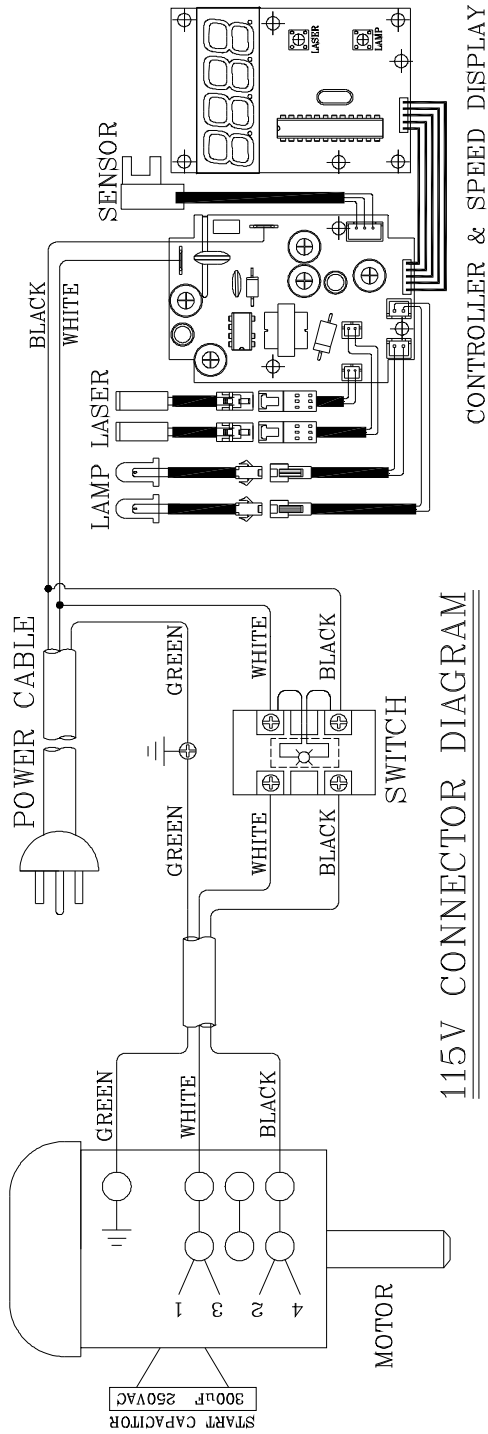 115V CONNECTOR DIAGRAM
CONTROLLER & SPEED DISPLAY
POWER CABLE
SENSOR
LASER
LAMP
LASER
LAMP
BLACK
WHITE
GREEN
WHITE
BLACK
SWITCH
GREEN
WHITE
BLACK
GREEN
WHITE
BLACK
1
3
2
4
MOTOR
START CAPACITOR
300uF 250VAC